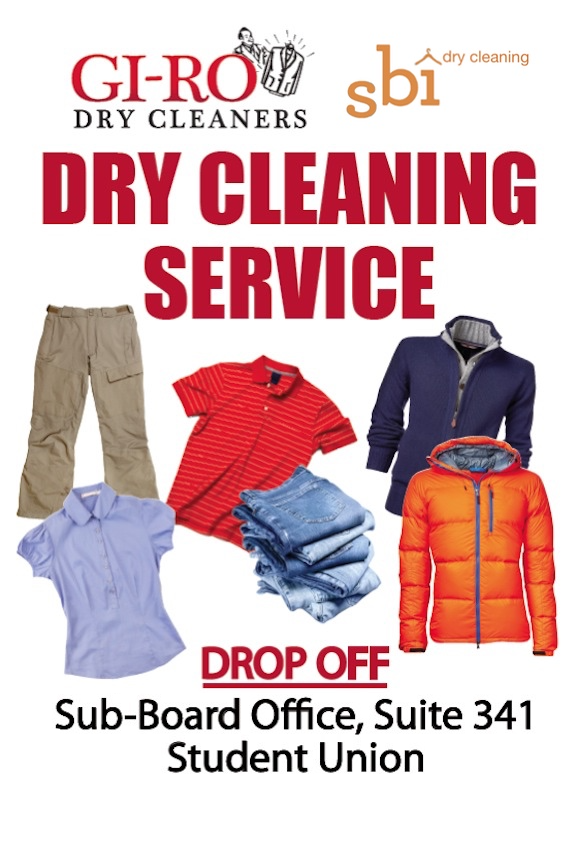 GI-RO
DRY CLEANERS
sbi dry cleaning
DRY CLEANING
SERVICE
DROP OFF
Sub-Board Office, Suite 341
Student Union